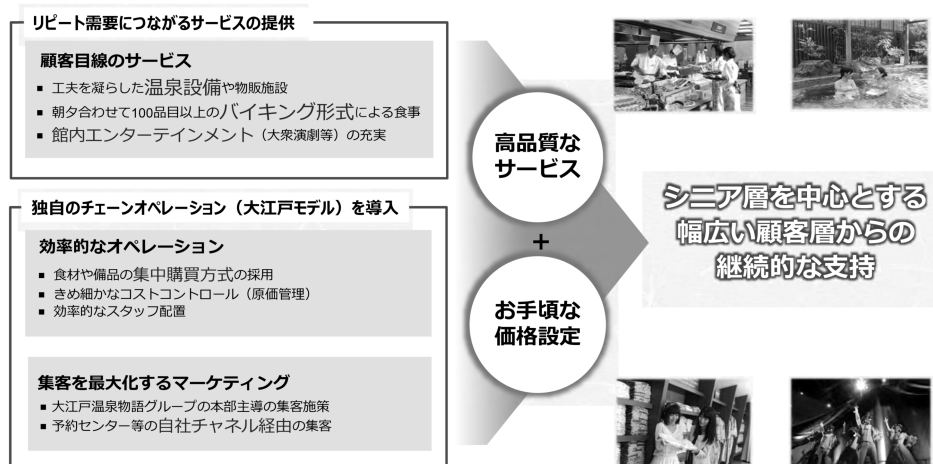 リピート需要につながるサービスの提供
顧客目線のサービス
▪ 工夫を凝らした温泉設備や物販施設
▪ 朝夕合わせて100品目以上のバイキング形式による食事
▪ 館内エンターテインメント（大衆演劇等）の充実
独自のチェーンオペレーション（大江戸モデル）を導入
効率的なオペレーション
▪ 食材や備品の集中購買方式の採用
▪ きめ細かなコストコントロール（原価管理）
▪ 効率的なスタッフ配置
集客を最大化するマーケティング
▪ 大江戸温泉物語グループの本部主導の集客施策
▪ 予約センター等の自社チャネル経由の集客
高品質な
サービス
+
お手頃な
価格設定
シニア層を中心とする
幅広い顧客層からの
継続的な支持